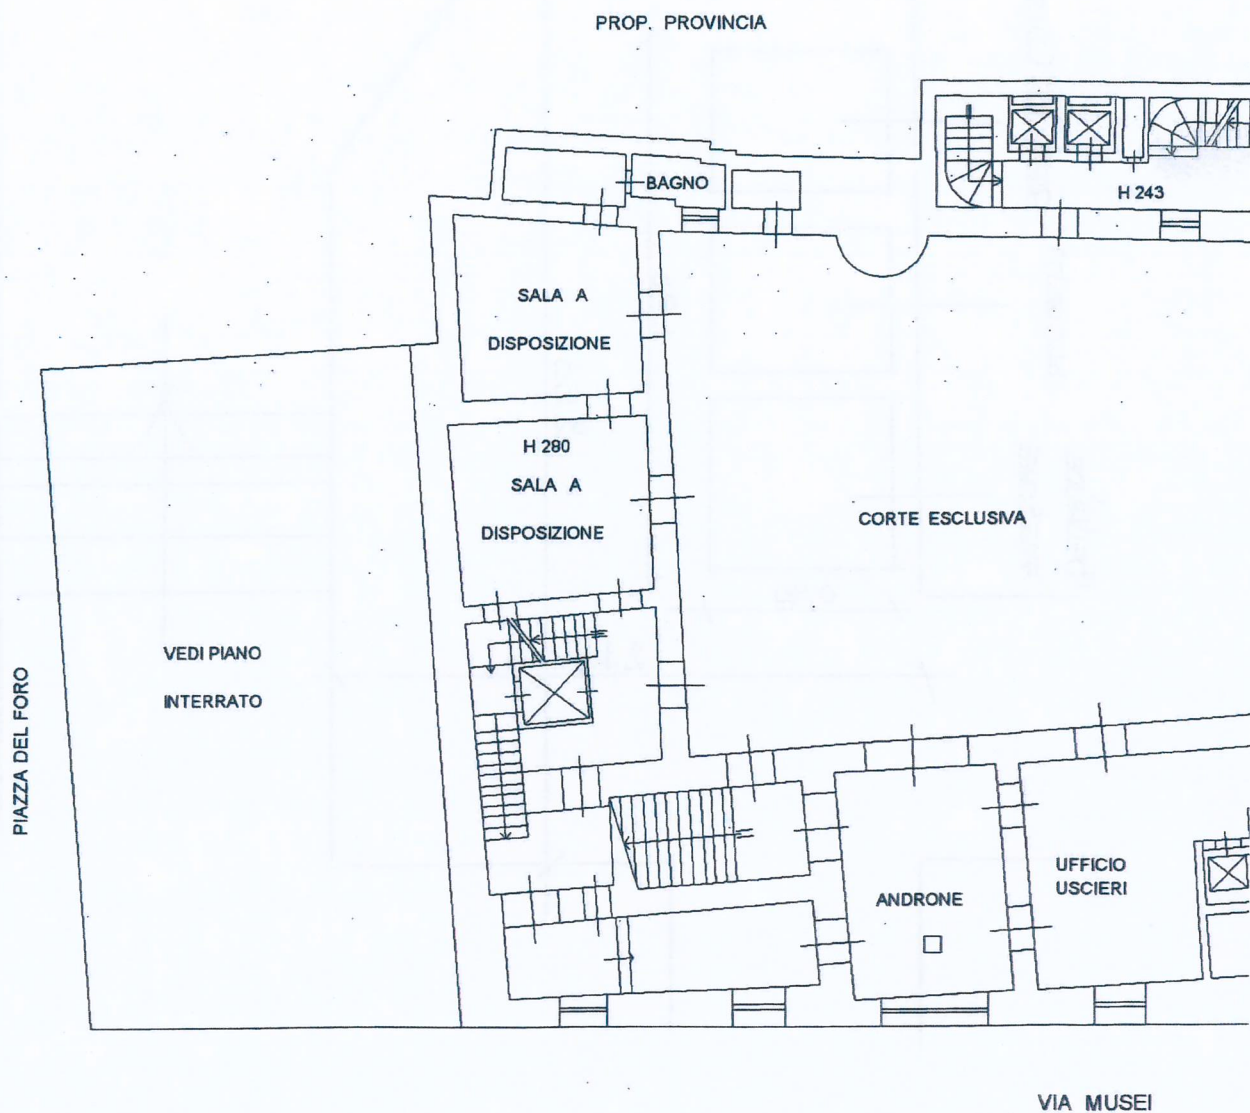 PROP. PROVINCIA
BAGNO
H 243
SALA A
DISPOSIZIONE
H 280
SALA A
DISPOSIZIONE
CORTE ESCLUSIVA
VEDI PIANO
INTERRATO
PIAZZA DEL FORO
UFFICIO
USCIERI
ANDRONE
VIA MUSEI